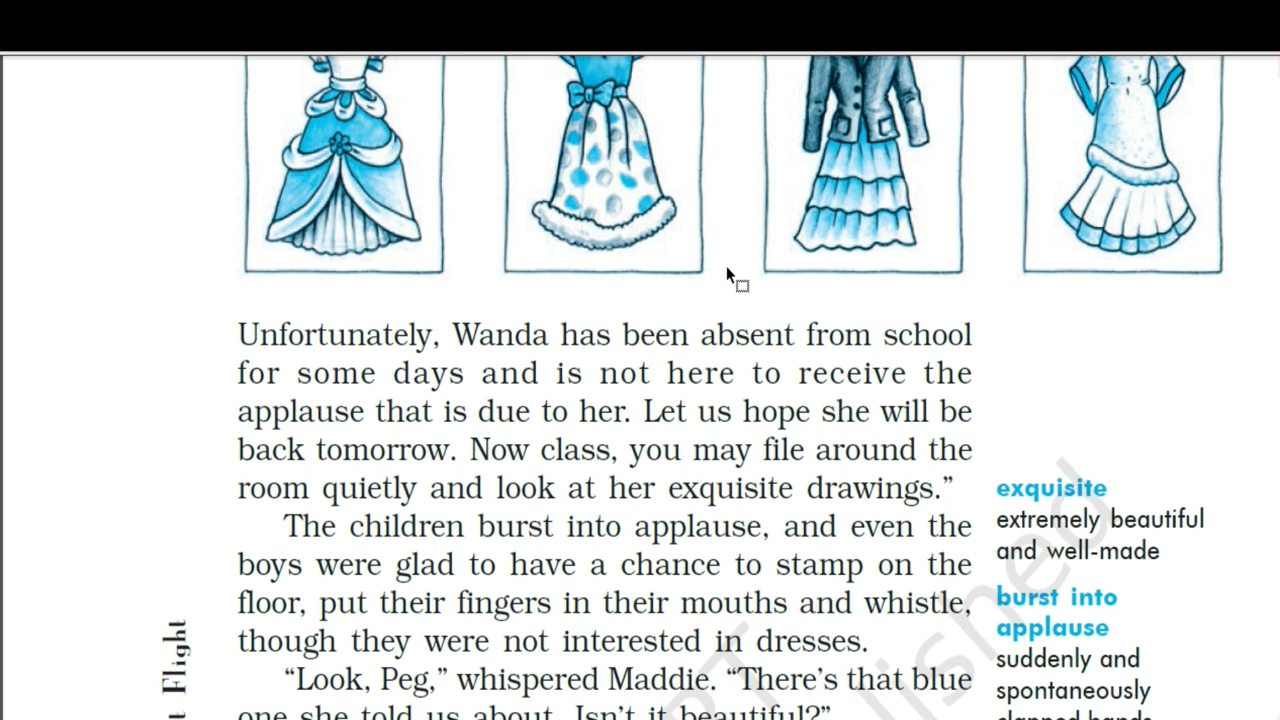 Unfortunately, Wanda has been absent from school
for some days and is not here to receive the
applause that is due to her. Let us hope she will be
back tomorrow. Now class, you may file around the
room quietly and look at her exquisite drawings.”
The children burst into applause, and even the
boys were glad to have a chance to stamp on the
floor, put their fingers in their mouths and whistle,
though they were not interested in dresses.
“Look, Peg,” whispered Maddie. “There’s that blue
one she told us about. Isn’t it beautiful?”
exquisite
extremely beautiful
and well-made
burst into
applause
suddenly and
spontaneously
clapped hands
Flight